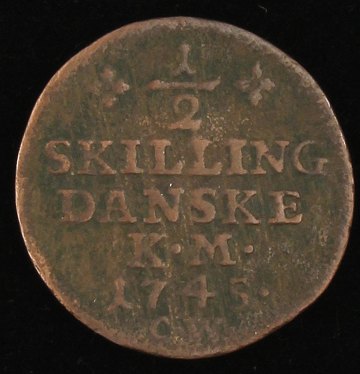 1/2
SKILLING
DANSKE
K·M·
1745·
C.W.